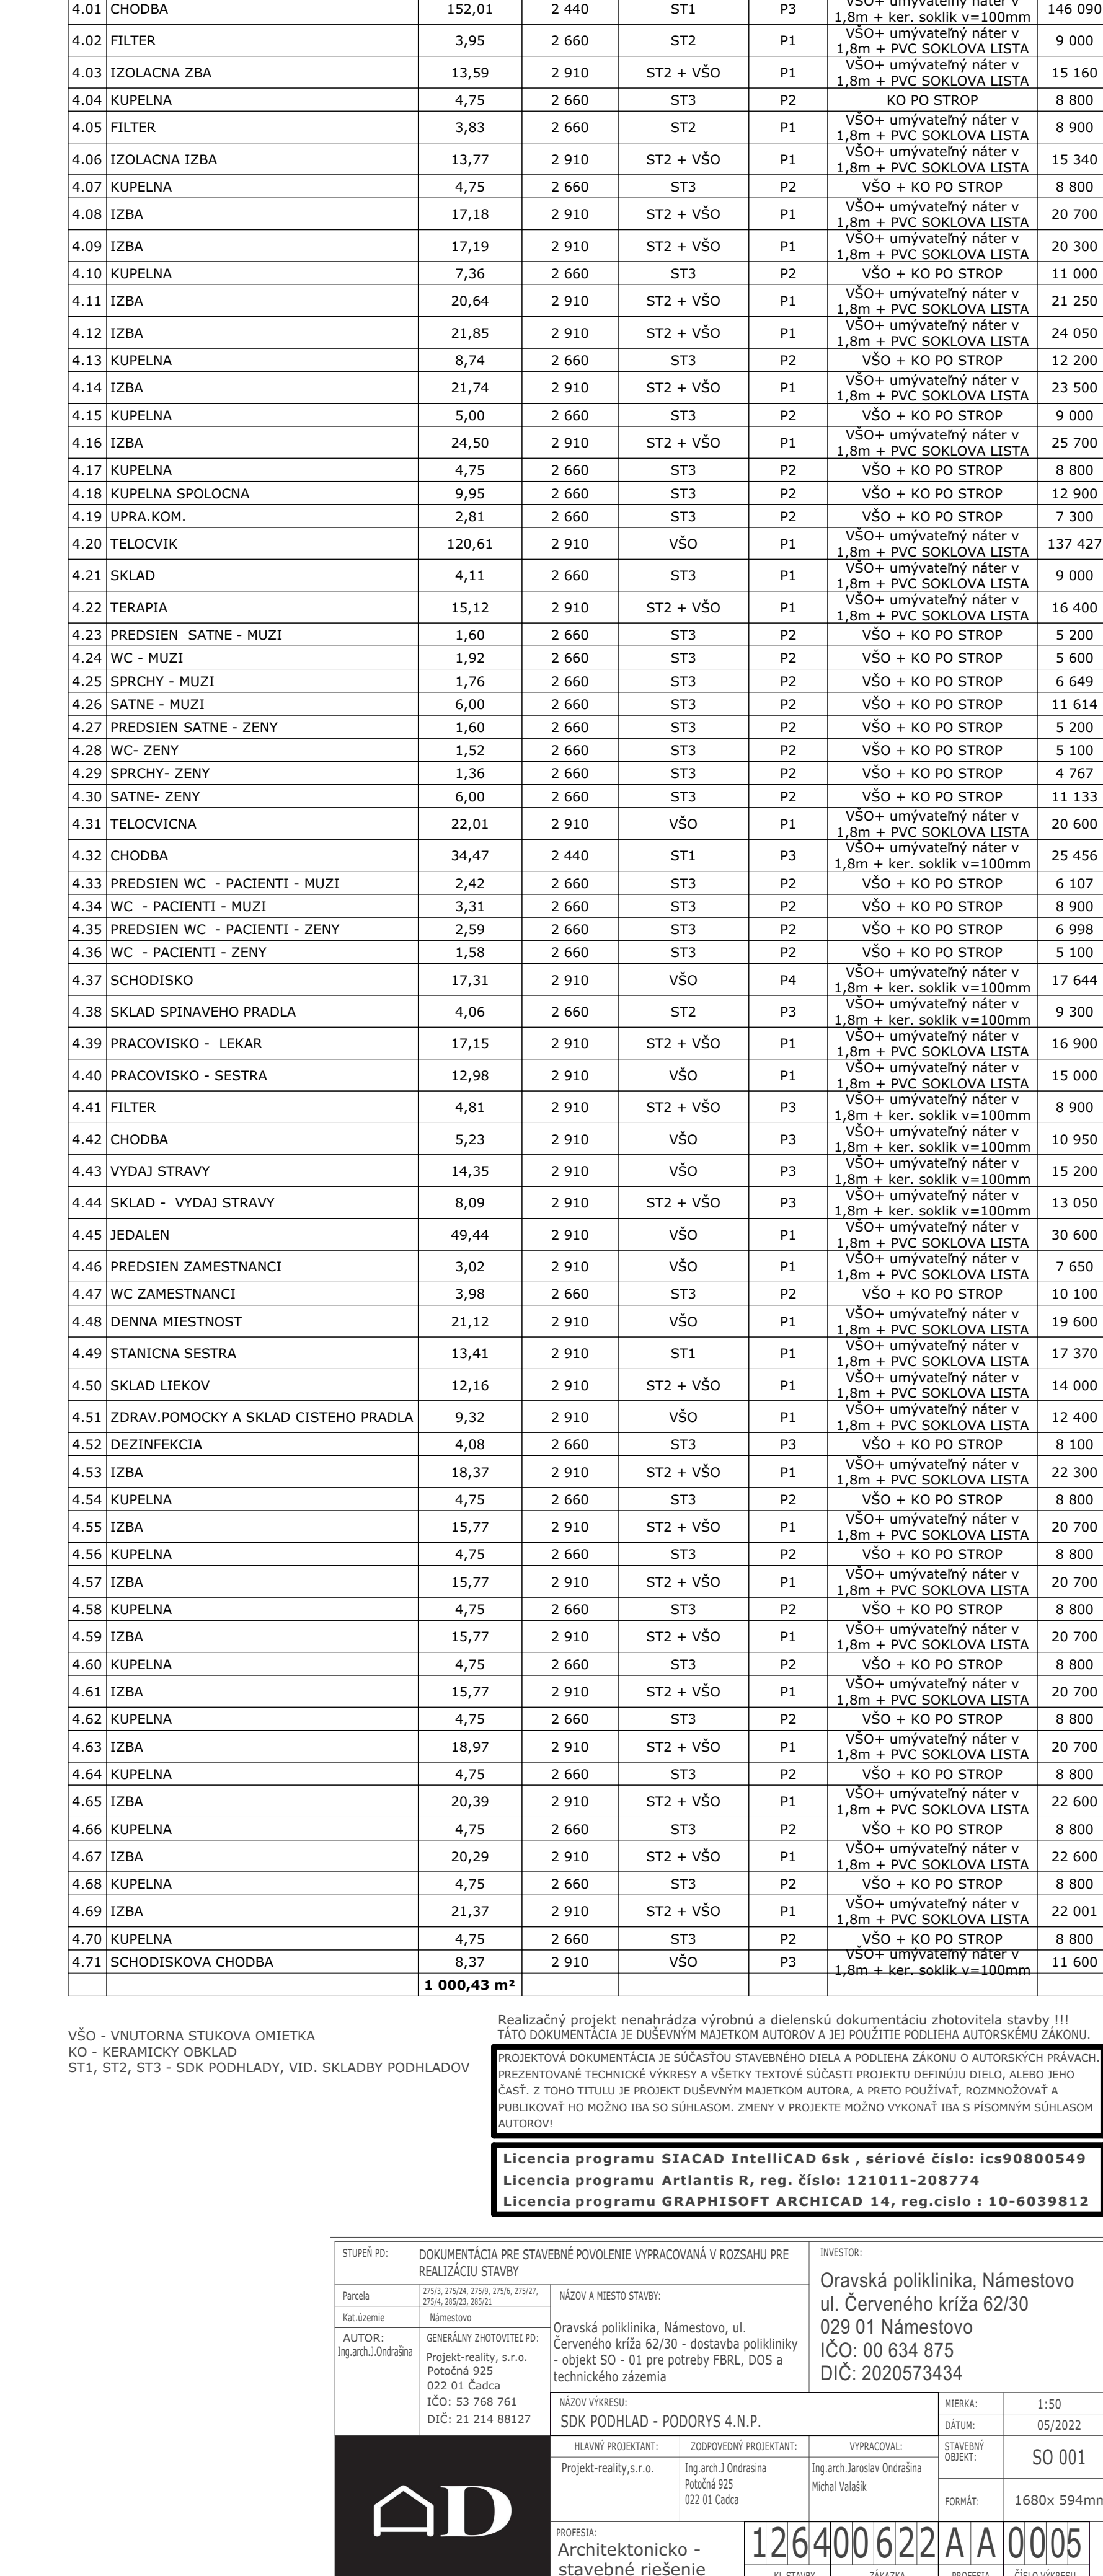 4.01 CHODBA 152,01 2 440 ST1 P3 VŠO+ umývateľný náter v 1,8m + ker. soklik v=100mm 146 090
4.02 FILTER 3,95 2 660 ST2 P1 VŠO+ umývateľný náter v 1,8m + PVC SOKLOVA LISTA 9 000
4.03 IZOLACNA ZBA 13,59 2 910 ST2 + VŠO P1 VŠO+ umývateľný náter v 1,8m + PVC SOKLOVA LISTA 15 160
4.04 KUPELNA 4,75 2 660 ST3 P2 KO PO STROP 8 800
4.05 FILTER 3,83 2 660 ST2 P1 VŠO+ umývateľný náter v 1,8m + PVC SOKLOVA LISTA 8 900
4.06 IZOLACNA IZBA 13,77 2 910 ST2 + VŠO P1 VŠO+ umývateľný náter v 1,8m + PVC SOKLOVA LISTA 15 340
4.07 KUPELNA 4,75 2 660 ST3 P2 VŠO + KO PO STROP 8 800
4.08 IZBA 17,18 2 910 ST2 + VŠO P1 VŠO+ umývateľný náter v 1,8m + PVC SOKLOVA LISTA 20 700
4.09 IZBA 17,19 2 910 ST2 + VŠO P1 VŠO+ umývateľný náter v 1,8m + PVC SOKLOVA LISTA 20 300
4.10 KUPELNA 7,36 2 660 ST3 P2 VŠO + KO PO STROP 11 000
4.11 IZBA 20,64 2 910 ST2 + VŠO P1 VŠO+ umývateľný náter v 1,8m + PVC SOKLOVA LISTA 21 250
4.12 IZBA 21,85 2 910 ST2 + VŠO P1 VŠO+ umývateľný náter v 1,8m + PVC SOKLOVA LISTA 24 050
4.13 KUPELNA 8,74 2 660 ST3 P2 VŠO + KO PO STROP 12 200
4.14 IZBA 21,74 2 910 ST2 + VŠO P1 VŠO+ umývateľný náter v 1,8m + PVC SOKLOVA LISTA 23 500
4.15 KUPELNA 5,00 2 660 ST3 P2 VŠO + KO PO STROP 9 000
4.16 IZBA 24,50 2 910 ST2 + VŠO P1 VŠO+ umývateľný náter v 1,8m + PVC SOKLOVA LISTA 25 700
4.17 KUPELNA 4,75 2 660 ST3 P2 VŠO + KO PO STROP 8 800
4.18 KUPELNA SPOLOCNA 9,95 2 660 ST3 P2 VŠO + KO PO STROP 12 900
4.19 UPRA.KOM. 2,81 2 660 ST3 P2 VŠO + KO PO STROP 7 300
4.20 TELOCVIK 120,61 2 910 VŠO P1 VŠO+ umývateľný náter v 1,8m + PVC SOKLOVA LISTA 137 427
4.21 SKLAD 4,11 2 660 ST3 P1 VŠO+ umývateľný náter v 1,8m + PVC SOKLOVA LISTA 9 000
4.22 TERAPIA 15,12 2 910 ST2 + VŠO P1 VŠO+ umývateľný náter v 1,8m + PVC SOKLOVA LISTA 16 400
4.23 PREDSIEN SATNE - MUZI 1,60 2 660 ST3 P2 VŠO + KO PO STROP 5 200
4.24 WC - MUZI 1,92 2 660 ST3 P2 VŠO + KO PO STROP 5 600
4.25 SPRCHY - MUZI 1,76 2 660 ST3 P2 VŠO + KO PO STROP 6 649
4.26 SATNE - MUZI 6,00 2 660 ST3 P2 VŠO + KO PO STROP 11 614
4.27 PREDSIEN SATNE - ZENY 1,60 2 660 ST3 P2 VŠO + KO PO STROP 5 200
4.28 WC- ZENY 1,52 2 660 ST3 P2 VŠO + KO PO STROP 5 100
4.29 SPRCHY- ZENY 1,36 2 660 ST3 P2 VŠO + KO PO STROP 4 767
4.30 SATNE- ZENY 6,00 2 660 ST3 P2 VŠO + KO PO STROP 11 133
4.31 TELOCVICNA 22,01 2 910 VŠO P1 VŠO+ umývateľný náter v 1,8m + PVC SOKLOVA LISTA 20 600
4.32 CHODBA 34,47 2 440 ST1 P3 VŠO+ umývateľný náter v 1,8m + ker. soklik v=100mm 25 456
4.33 PREDSIEN WC - PACIENTI - MUZI 2,42 2 660 ST3 P2 VŠO + KO PO STROP 6 107
4.34 WC - PACIENTI - MUZI 3,31 2 660 ST3 P2 VŠO + KO PO STROP 8 900
4.35 PREDSIEN WC - PACIENTI - ZENY 2,59 2 660 ST3 P2 VŠO + KO PO STROP 6 998
4.36 WC - PACIENTI - ZENY 1,58 2 660 ST3 P2 VŠO + KO PO STROP 5 100
4.37 SCHODISKO 17,31 2 910 VŠO P4 VŠO+ umývateľný náter v 1,8m + ker. soklik v=100mm 17 644
4.38 SKLAD SPINAVEHO PRADLA 4,06 2 660 ST2 P3 VŠO+ umývateľný náter v 1,8m + ker. soklik v=100mm 9 300
4.39 PRACOVISKO - LEKAR 17,15 2 910 ST2 + VŠO P1 VŠO+ umývateľný náter v 1,8m + PVC SOKLOVA LISTA 16 900
4.40 PRACOVISKO - SESTRA 12,98 2 910 VŠO P1 VŠO+ umývateľný náter v 1,8m + PVC SOKLOVA LISTA 15 000
4.41 FILTER 4,81 2 910 ST2 + VŠO P3 VŠO+ umývateľný náter v 1,8m + ker. soklik v=100mm 8 900
4.42 CHODBA 5,23 2 910 VŠO P3 VŠO+ umývateľný náter v 1,8m + ker. soklik v=100mm 10 950
4.43 VYDAJ STRAVY 14,35 2 910 VŠO P3 VŠO+ umývateľný náter v 1,8m + ker. soklik v=100mm 15 200
4.44 SKLAD - VYDAJ STRAVY 8,09 2 910 ST2 + VŠO P3 VŠO+ umývateľný náter v 1,8m + ker. soklik v=100mm 13 050
4.45 JEDALEN 49,44 2 910 VŠO P1 VŠO+ umývateľný náter v 1,8m + PVC SOKLOVA LISTA 30 600
4.46 PREDSIEN ZAMESTNANCI 3,02 2 910 VŠO P1 VŠO+ umývateľný náter v 1,8m + PVC SOKLOVA LISTA 7 650
4.47 WC ZAMESTNANCI 3,98 2 660 ST3 P2 VŠO + KO PO STROP 10 100
4.48 DENNA MIESTNOST 21,12 2 910 VŠO P1 VŠO+ umývateľný náter v 1,8m + PVC SOKLOVA LISTA 19 600
4.49 STANICNA SESTRA 13,41 2 910 ST1 P1 VŠO+ umývateľný náter v 1,8m + PVC SOKLOVA LISTA 17 370
4.50 SKLAD LIEKOV 12,16 2 910 ST2 + VŠO P1 VŠO+ umývateľný náter v 1,8m + PVC SOKLOVA LISTA 14 000
4.51 ZDRAV.POMOCKY A SKLAD CISTEHO PRADLA 9,32 2 910 VŠO P1 VŠO+ umývateľný náter v 1,8m + PVC SOKLOVA LISTA 12 400
4.52 DEZINFEKCIA 4,08 2 660 ST3 P3 VŠO + KO PO STROP 8 100
4.53 IZBA 18,37 2 910 ST2 + VŠO P1 VŠO+ umývateľný náter v 1,8m + PVC SOKLOVA LISTA 22 300
4.54 KUPELNA 4,75 2 660 ST3 P2 VŠO + KO PO STROP 8 800
4.55 IZBA 15,77 2 910 ST2 + VŠO P1 VŠO+ umývateľný náter v 1,8m + PVC SOKLOVA LISTA 20 700
4.56 KUPELNA 4,75 2 660 ST3 P2 VŠO + KO PO STROP 8 800
4.57 IZBA 15,77 2 910 ST2 + VŠO P1 VŠO+ umývateľný náter v 1,8m + PVC SOKLOVA LISTA 20 700
4.58 KUPELNA 4,75 2 660 ST3 P2 VŠO + KO PO STROP 8 800
4.59 IZBA 15,77 2 910 ST2 + VŠO P1 VŠO+ umývateľný náter v 1,8m + PVC SOKLOVA LISTA 20 700
4.60 KUPELNA 4,75 2 660 ST3 P2 VŠO + KO PO STROP 8 800
4.61 IZBA 15,77 2 910 ST2 + VŠO P1 VŠO+ umývateľný náter v 1,8m + PVC SOKLOVA LISTA 20 700
4.62 KUPELNA 4,75 2 660 ST3 P2 VŠO + KO PO STROP 8 800
4.63 IZBA 18,97 2 910 ST2 + VŠO P1 VŠO+ umývateľný náter v 1,8m + PVC SOKLOVA LISTA 20 700
4.64 KUPELNA 4,75 2 660 ST3 P2 VŠO + KO PO STROP 8 800
4.65 IZBA 20,39 2 910 ST2 + VŠO P1 VŠO+ umývateľný náter v 1,8m + PVC SOKLOVA LISTA 22 600
4.66 KUPELNA 4,75 2 660 ST3 P2 VŠO + KO PO STROP 8 800
4.67 IZBA 20,29 2 910 ST2 + VŠO P1 VŠO+ umývateľný náter v 1,8m + PVC SOKLOVA LISTA 22 600
4.68 KUPELNA 4,75 2 660 ST3 P2 VŠO + KO PO STROP 8 800
4.69 IZBA 21,37 2 910 ST2 + VŠO P1 VŠO+ umývateľný náter v 1,8m + PVC SOKLOVA LISTA 22 001
4.70 KUPELNA 4,75 2 660 ST3 P2 VŠO + KO PO STROP 8 800
4.71 SCHODISKOVA CHODBA 8,37 2 910 VŠO P3 VŠO+ umývateľný náter v 1,8m + ker. soklik v=100mm 11 600
1 000,43 m²
VŠO - VNUTORNA STUKOVA OMIETKA
KO - KERAMICKY OBKLAD
ST1, ST2, ST3 - SDK PODHLADY, VID. SKLADBY PODHLADOV
Realizačný projekt nenahrádza výrobnú a dielenskú dokumentáciu zhotovitela stavby !!!
TÁTO DOKUMENTÁCIA JE DUŠEVNÝM MAJETKOM AUTOROV A JEJ POUŽITIE PODLIEHA AUTORSKÉMU ZÁKONU.
PROJEKTOVÁ DOKUMENTÁCIA JE SÚČASŤOU STAVEBNÉHO DIELA A PODLIEHA ZÁKONU O AUTORSKÝCH PRÁVACH.
PREZENTOVANÉ TECHNICKÉ VÝKRESY A VŠETKY TEXTOVÉ SÚČASTI PROJEKTU DEFINÚJU DIELO, ALEBO JEHO
ČASŤ. Z TOHO TITULU JE PROJEKT DUŠEVNÝM MAJETKOM AUTORA, A PRETO POUŽÍVAŤ, ROZMNOŽOVAŤ A
PUBLIKOVAŤ HO MOŽNO IBA SO SÚHLASOM. ZMENY V PROJEKTE MOŽNO VYKONAŤ IBA S PÍSOMNÝM SÚHLASOM
AUTOROV!
Licencia programu SIACAD IntelliCAD 6sk , sériové číslo: ics90800549
Licencia programu Artlantis R, reg. číslo: 121011-208774
Licencia programu GRAPHISOFT ARCHICAD 14, reg.cislo : 10-6039812
STUPEŇ PD:
DOKUMENTÁCIA PRE STAVEBNÉ POVOLENIE VYPRACOVANÁ V ROZSAHU PRE
REALIZÁCIU STAVBY
INVESTOR:
Oravská poliklinika, Námestovo
ul. Červeného kríža 62/30
029 01 Námestovo
IČO: 00 634 875
DIČ: 2020573434
Parcela
275/3, 275/24, 275/9, 275/6, 275/27,
275/4, 285/23, 285/21
Kat.územie Námestovo
AUTOR:
Ing.arch.J.Ondrašina
GENERÁLNY ZHOTOVITEĽ PD:
Projekt-reality, s.r.o.
Potočná 925
022 01 Čadca
IČO: 53 768 761
DIČ: 21 214 88127
NÁZOV A MIESTO STAVBY:
Oravská poliklinika, Námestovo, ul.
Červeného kríža 62/30 - dostavba polikliniky
- objekt SO - 01 pre potreby FBRL, DOS a
technického zázemia
NÁZOV VÝKRESU:
SDK PODHLAD - PODORYS 4.N.P.
MIERKA: 1:50
DÁTUM: 05/2022
HLAVNÝ PROJEKTANT:
Projekt-reality,s.r.o.
ZODPOVEDNÝ PROJEKTANT:
Ing.arch.J Ondrasina
Potočná 925
022 01 Cadca
VYPRACOVAL:
Ing.arch.Jaroslav Ondrašina
Michal Valašík
STAVEBNÝ
OBJEKT:
SO 001
FORMÁT: 1680x 594mm
D
PROFESIA:
Architektonicko -
stavebné riešenie
126400622AA0005
KL.STAVBY ZÁKAZKA PROFESIA ČÍSLO VÝKRESU